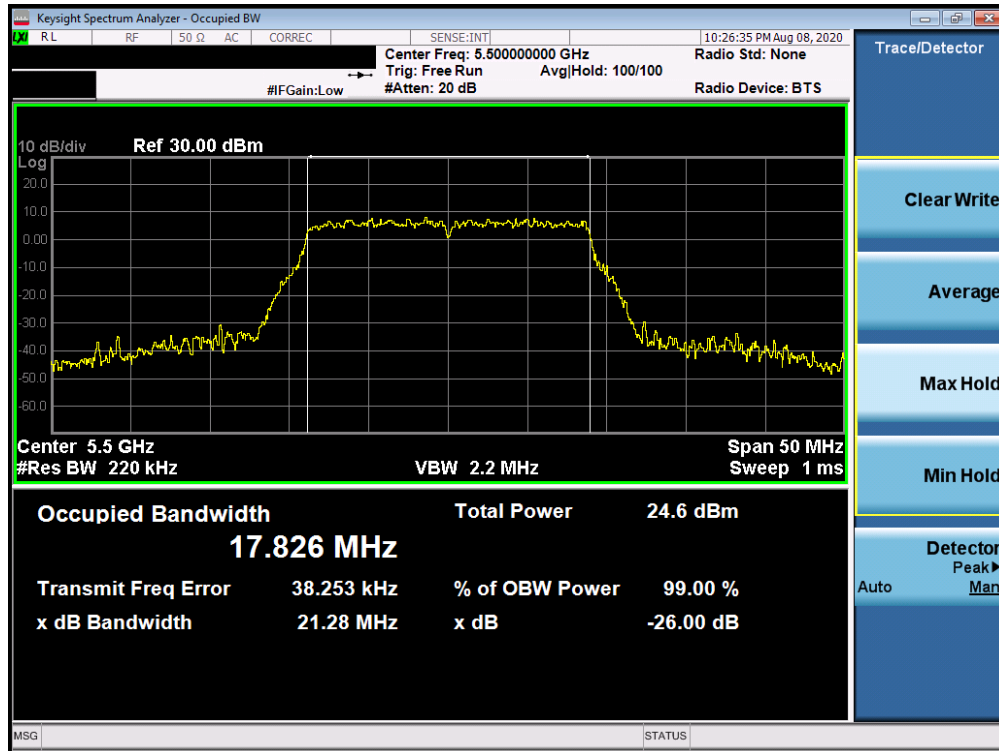 Keysight Spectrum Analyzer - Occupied BW
LXI RL RF 50 Ω AC CORREC SENSE:INT 10:26:35 PM Aug 08, 2020
Center Freq: 5.500000000 GHz Radio Std: None
Trig: Free Run Avg|Hold: 100/100
#IFGain:Low #Atten: 20 dB Radio Device: BTS
Trace/Detector
10 dB/div Ref 30.00 dBm
Log
20.0
10.0
0.00
-10.0
-20.0
-30.0
-40.0
-50.0
-60.0
Center 5.5 GHz Span 50 MHz
#Res BW 220 kHz VBW 2.2 MHz Sweep 1 ms
Clear Write
Average
Max Hold
Min Hold
Detector
Peak
Auto Man
Occupied Bandwidth Total Power 24.6 dBm
17.826 MHz
Transmit Freq Error 38.253 kHz % of OBW Power 99.00 %
x dB Bandwidth 21.28 MHz x dB -26.00 dB
MSG STATUS